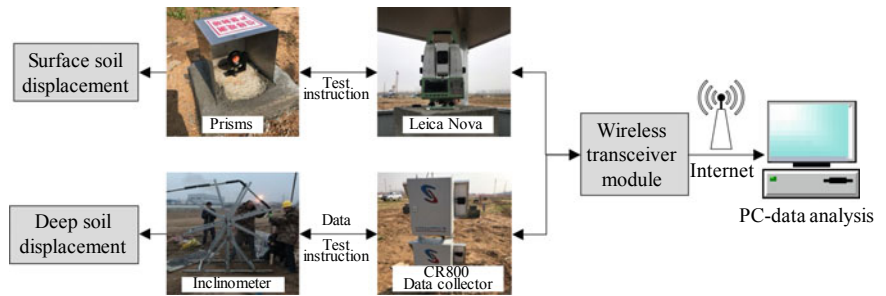 Surface soil
displacement
Prisms
Test
instruction
Leica Nova
Wireless
transceiver
module
Internet
PC-data analysis
Deep soil
displacement
Inclinometer
Data
Test
instruction
CR800
Data collector